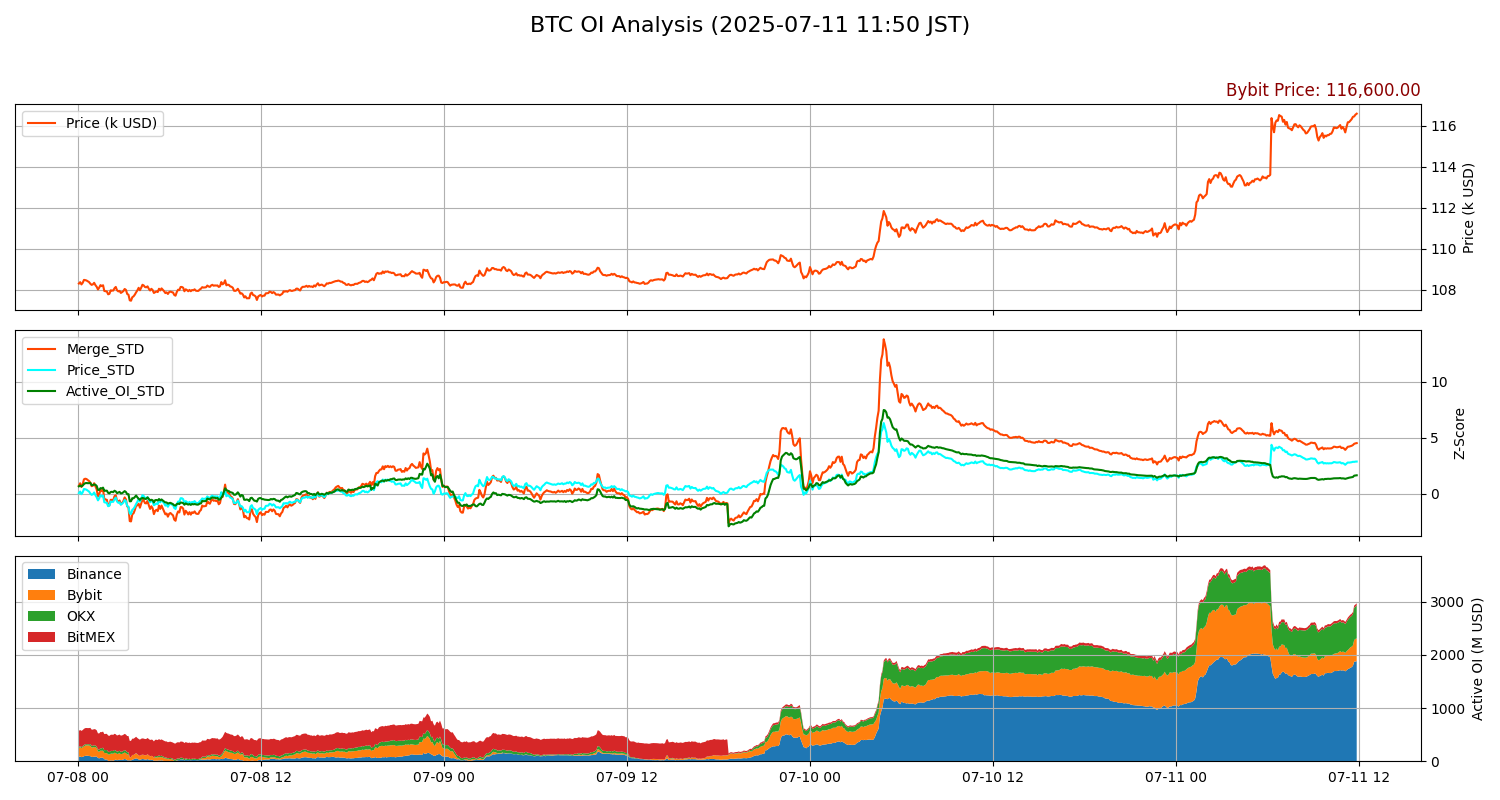 BTC OI Analysis (2025-07-11 11:50 JST)
Bybit Price: 116,600.00
Price (k USD)
116
114
112
110
108
Price (k USD)
Merge_STD
Price_STD
Active_OI_STD
10
5
0
Z-Score
Binance
Bybit
OKX
BitMEX
3000
2000
1000
0
Active OI (M USD)
07-08 00
07-08 12
07-09 00
07-09 12
07-10 00
07-10 12
07-11 00
07-11 12